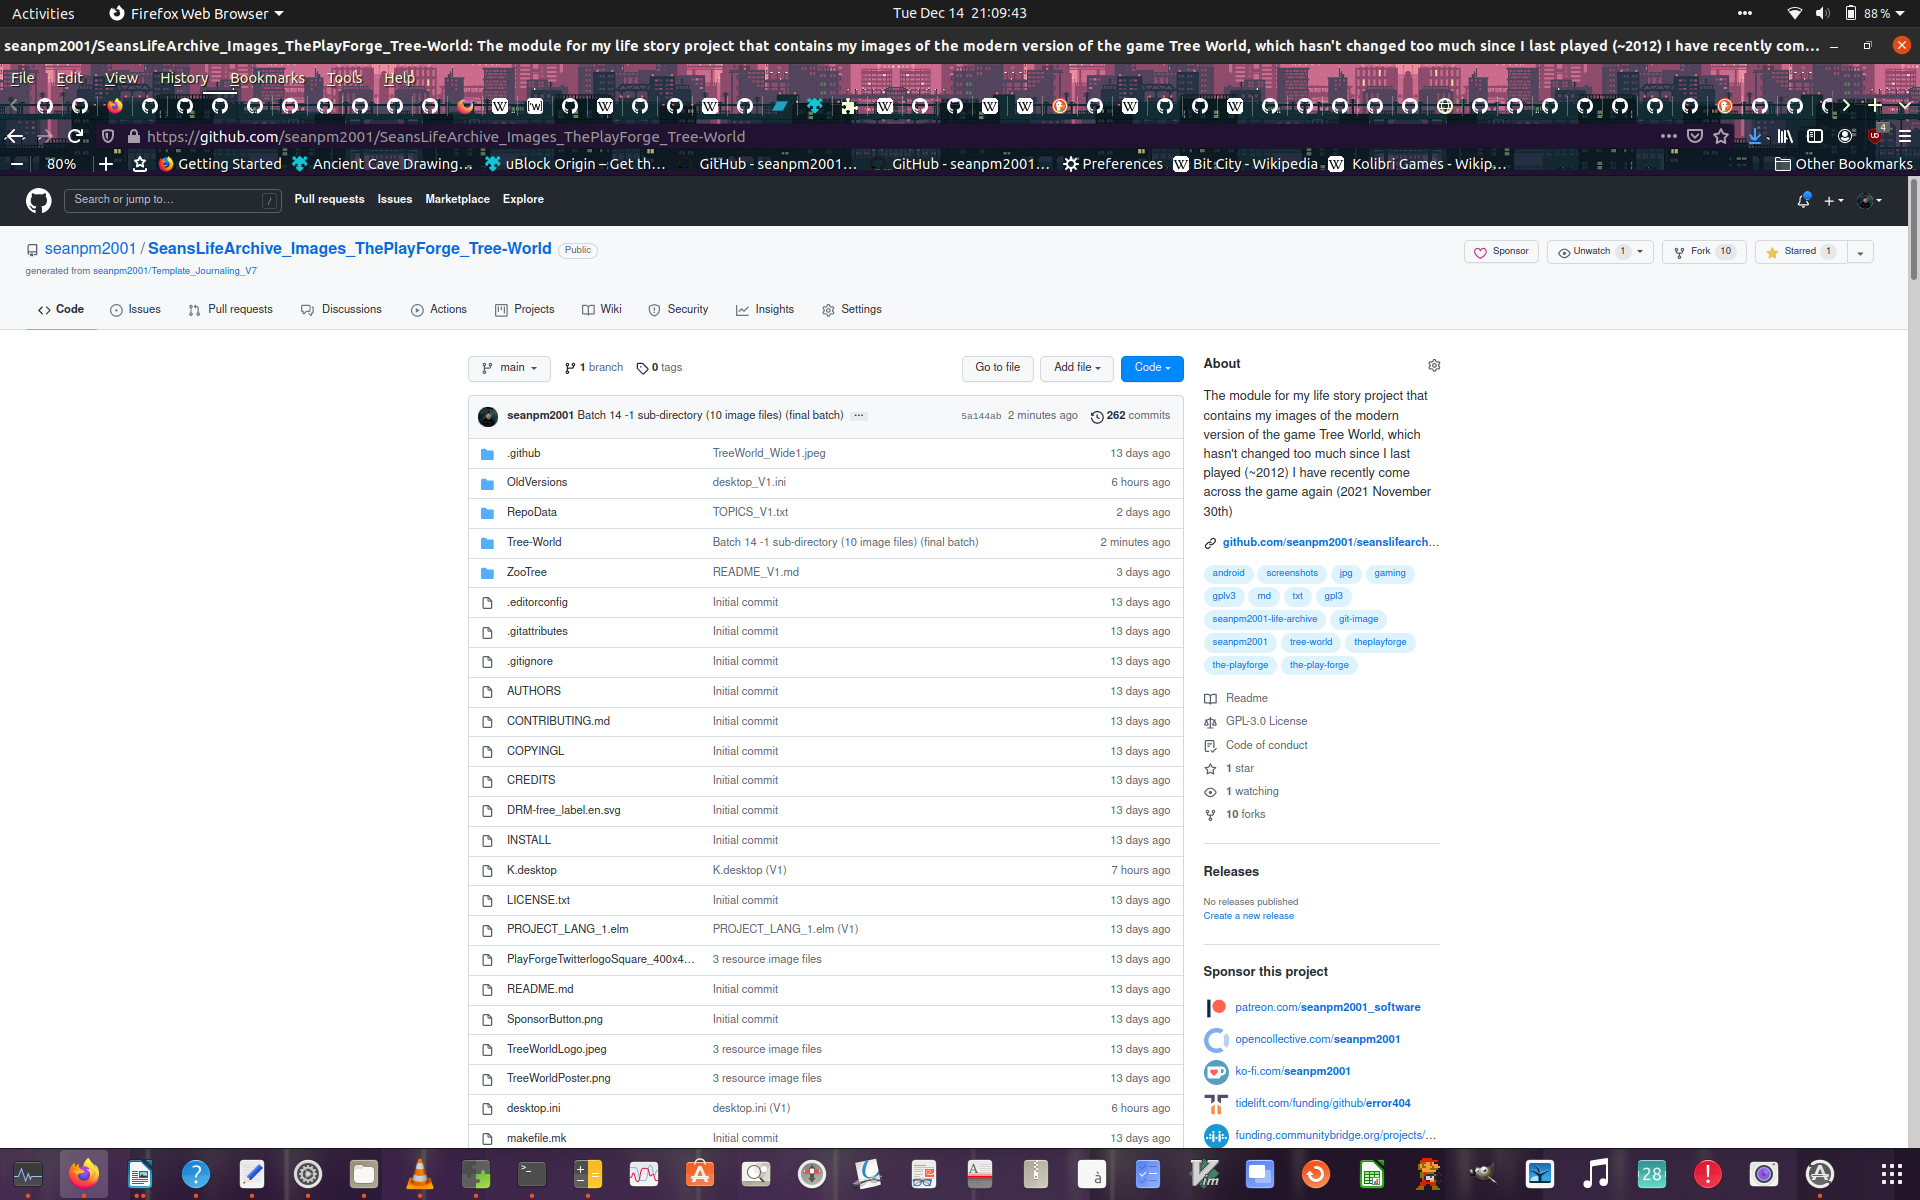 Activities Firefox Web Browser Tue Dec 14 21:09:43 88 %
seanpm2001/SeansLifeArchive_Images_ThePlayForge_Tree-World: The module for my life story project that contains my images of the modern version of the game Tree World, which hasn't changed too much since I last played (~2012) I have recently com…
File Edit View History Bookmarks Tools Help
https://github.com/seanpm2001/SeansLifeArchive_Images_ThePlayForge_Tree-World 4
80% Getting Started Ancient Cave Drawing… uBlock Origin – Get th… GitHub - seanpm2001… GitHub - seanpm2001… Preferences Bit City - Wikipedia Kolibri Games - Wikip… Other Bookmarks
Search or jump to… / Pull requests Issues Marketplace Explore
seanpm2001 / SeansLifeArchive_Images_ThePlayForge_Tree-World Public Sponsor Unwatch 1 Fork 10 Starred 1
generated from seanpm2001/Template_Journaling_V7
Code Issues Pull requests Discussions Actions Projects Wiki Security Insights Settings
main 1 branch 0 tags Go to file Add file Code
seanpm2001 Batch 14 -1 sub-directory (10 image files) (final batch) … 5a144ab 2 minutes ago 262 commits
.github TreeWorld_Wide1.jpeg 13 days ago
OldVersions desktop_V1.ini 6 hours ago
RepoData TOPICS_V1.txt 2 days ago
Tree-World Batch 14 -1 sub-directory (10 image files) (final batch) 2 minutes ago
ZooTree README_V1.md 3 days ago
.editorconfig Initial commit 13 days ago
.gitattributes Initial commit 13 days ago
.gitignore Initial commit 13 days ago
AUTHORS Initial commit 13 days ago
CONTRIBUTING.md Initial commit 13 days ago
COPYINGL Initial commit 13 days ago
CREDITS Initial commit 13 days ago
DRM-free_label.en.svg Initial commit 13 days ago
INSTALL Initial commit 13 days ago
K.desktop K.desktop (V1) 7 hours ago
LICENSE.txt Initial commit 13 days ago
PROJECT_LANG_1.elm PROJECT_LANG_1.elm (V1) 13 days ago
PlayForgeTwitterlogoSquare_400x4… 3 resource image files 13 days ago
README.md Initial commit 13 days ago
SponsorButton.png Initial commit 13 days ago
TreeWorldLogo.jpeg 3 resource image files 13 days ago
TreeWorldPoster.png 3 resource image files 13 days ago
desktop.ini desktop.ini (V1) 6 hours ago
makefile.mk Initial commit 13 days ago
About
The module for my life story project that
contains my images of the modern
version of the game Tree World, which
hasn't changed too much since I last
played (~2012) I have recently come
across the game again (2021 November
30th)
github.com/seanpm2001/seanslifearch…
android screenshots jpg gaming
gplv3 md txt gpl3
seanpm2001-life-archive git-image
seanpm2001 tree-world theplayforge
the-playforge the-play-forge
Readme
GPL-3.0 License
Code of conduct
1 star
1 watching
10 forks
Releases
No releases published
Create a new release
Sponsor this project
patreon.com/seanpm2001_software
opencollective.com/seanpm2001
ko-fi.com/seanpm2001
tidelift.com/funding/github/error404
funding.communitybridge.org/projects/…
28